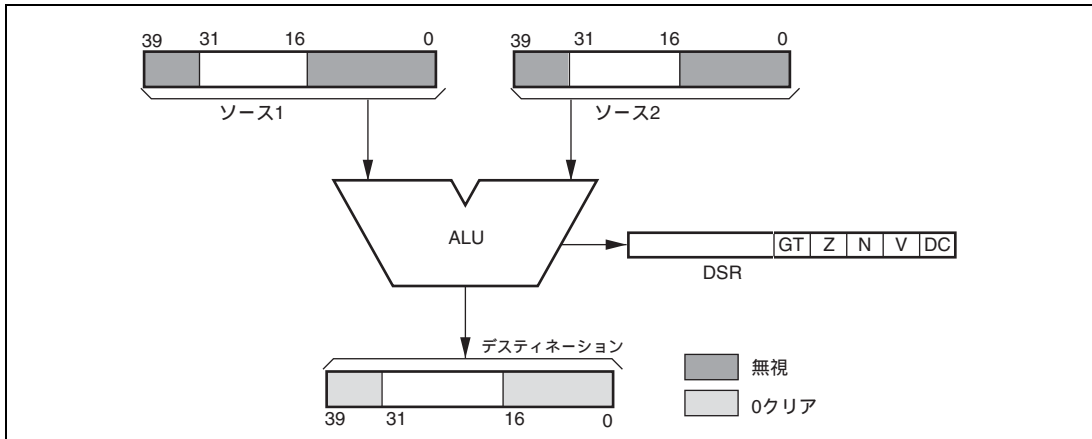 39 31 16 0 39 31 16 0
ソース1 ソース2
ALU
GT Z N V DC
DSR
デスティネーション
39 31 16 0
無視
0クリア